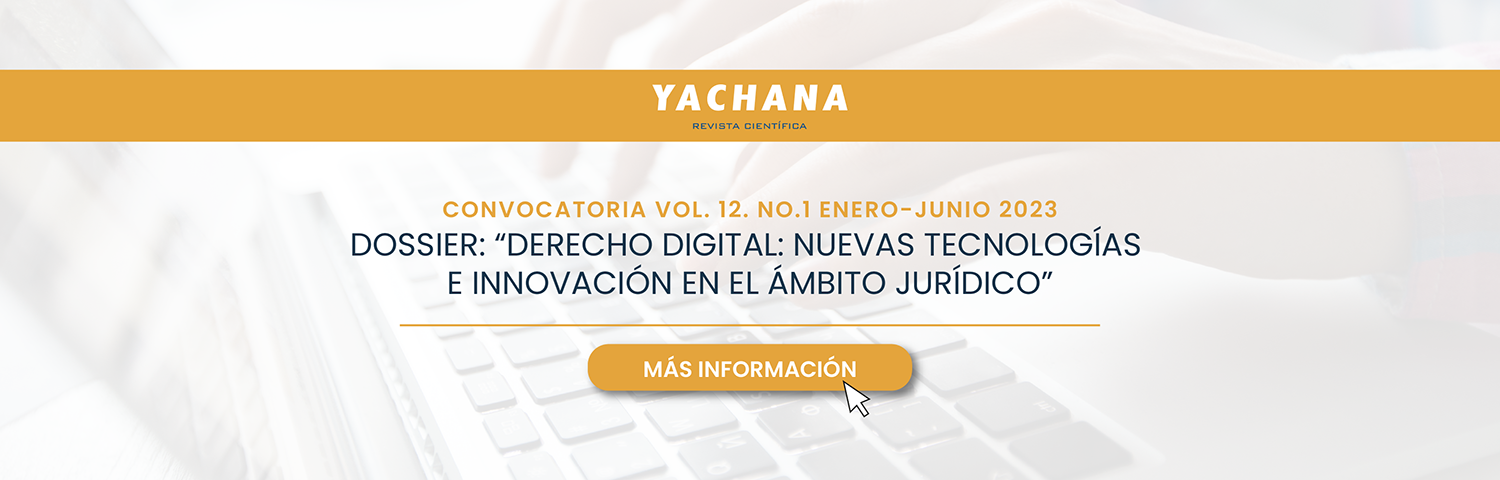 YACHANA
REVISTA CIENTÍFICA
CONVOCATORIA VOL. 12. NO.1 ENERO-JUNIO 2023
DOSSIER: “DERECHO DIGITAL: NUEVAS TECNOLOGÍAS
E INNOVACIÓN EN EL ÁMBITO JURÍDICO”
MÁS INFORMACIÓN